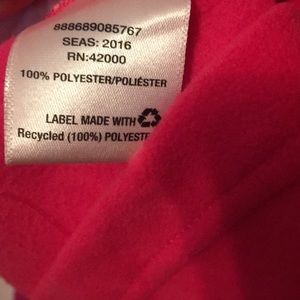 888689085767
SEAS: 2016
RN:42000
100% POLYESTER/POLIÉSTER
LABEL MADE WITH
Recycled (100%) POLYESTE